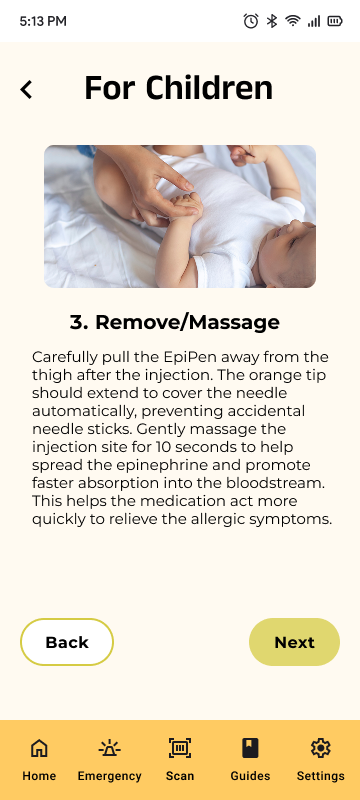 5:13 PM
For Children
3. Remove/Massage
Carefully pull the EpiPen away from the
thigh after the injection. The orange tip
should extend to cover the needle
automatically, preventing accidental
needle sticks. Gently massage the
injection site for 10 seconds to help
spread the epinephrine and promote
faster absorption into the bloodstream.
This helps the medication act more
quickly to relieve the allergic symptoms.
Back
Next
Home
Emergency
Scan
Guides
Settings